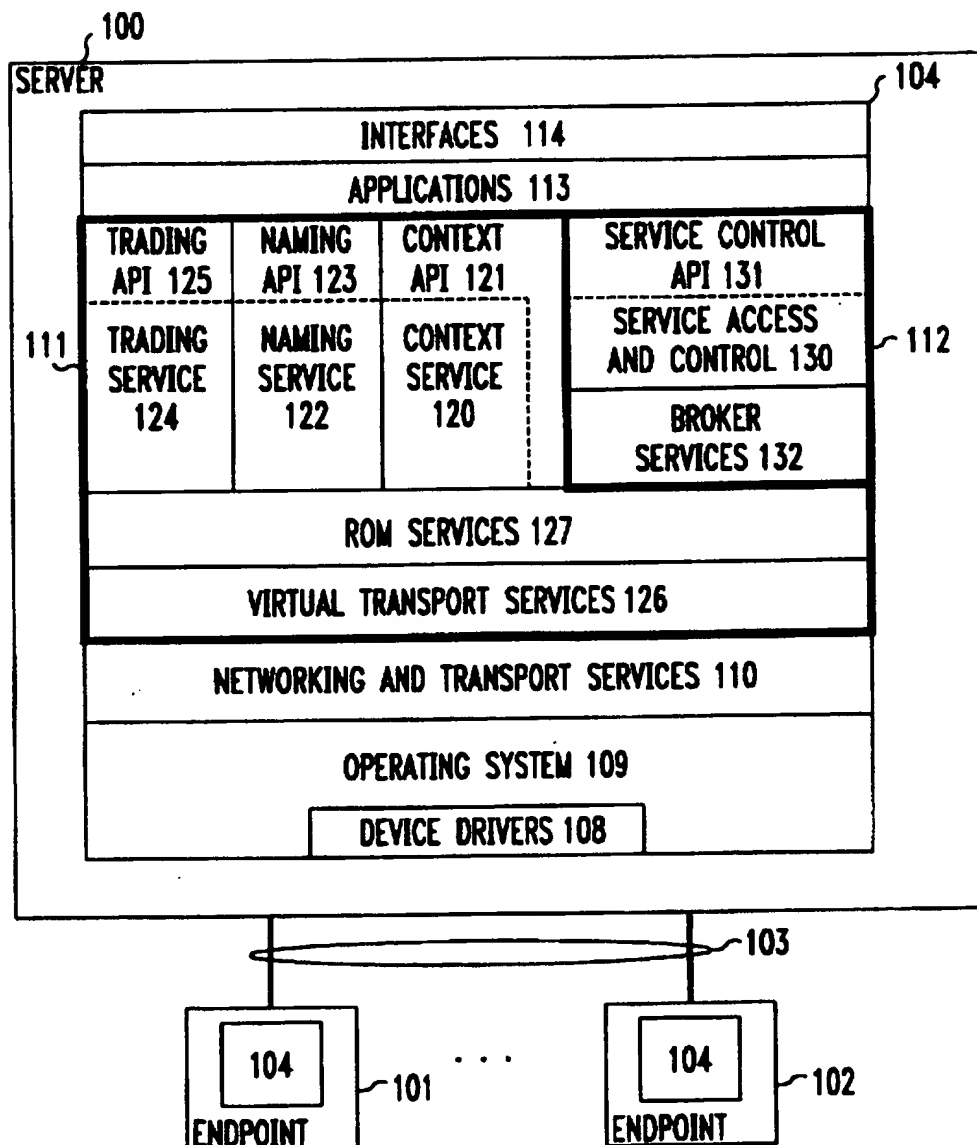 100
SERVER
104
INTERFACES 114
APPLICATIONS 113
TRADING
API 125
NAMING
API 123
CONTEXT
API 121
SERVICE CONTROL
API 131
111
TRADING
SERVICE
124
NAMING
SERVICE
122
CONTEXT
SERVICE
120
SERVICE ACCESS
AND CONTROL 130
112
BROKER
SERVICES 132
ROM SERVICES 127
VIRTUAL TRANSPORT SERVICES 126
NETWORKING AND TRANSPORT SERVICES 110
OPERATING SYSTEM 109
DEVICE DRIVERS 108
103
104
101
ENDPOINT
. . .
104
102
ENDPOINT